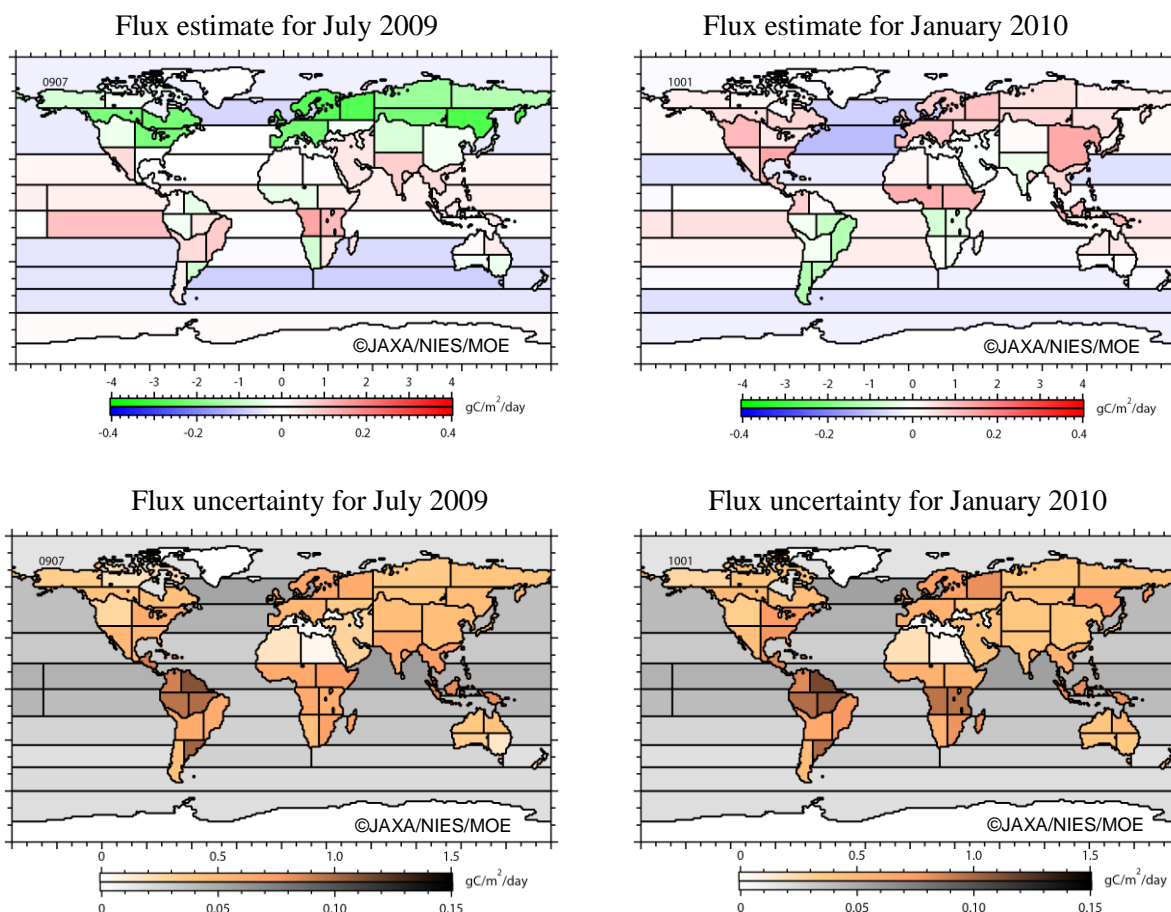 Flux estimate for July 2009
0907
©JAXA/NIES/MOE
-4 -3 -2 -1 0 1 2 3 4
gC/m²/day
-0.4 -0.2 0 0.2 0.4
Flux estimate for January 2010
1001
©JAXA/NIES/MOE
-4 -3 -2 -1 0 1 2 3 4
gC/m²/day
-0.4 -0.2 0 0.2 0.4
Flux uncertainty for July 2009
0907
©JAXA/NIES/MOE
0 0.5 1.0 1.5
gC/m²/day
0 0.05 0.10 0.15
Flux uncertainty for January 2010
1001
©JAXA/NIES/MOE
0 0.5 1.0 1.5
gC/m²/day
0 0.05 0.10 0.15